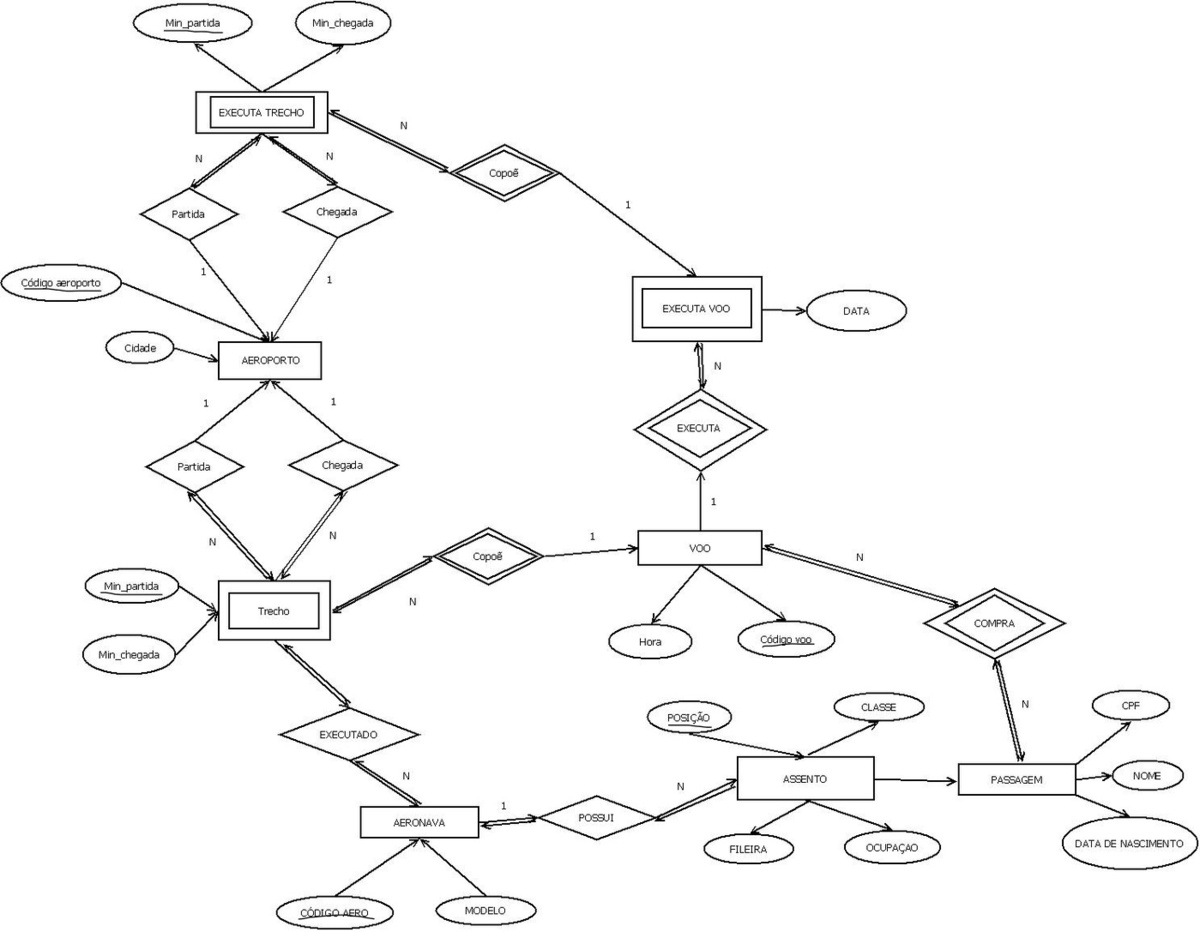 Min_partida
Min_chegada
EXECUTA TRECHO
N
N
N
Copoẽ
Partida
Chegada
1
1
1
Código aeroporto
EXECUTA VOO
DATA
Cidade
AEROPORTO
N
1
1
EXECUTA
Partida
Chegada
1
N
N
1
Copoẽ
VOO
N
Min_partida
N
Trecho
COMPRA
Hora
Código voo
Min_chegada
N
CLASSE
CPF
POSIÇÃO
EXECUTADO
N
ASSENTO
PASSAGEM
NOME
N
1
POSSUI
AERONAVA
FILEIRA
OCUPAÇAO
DATA DE NASCIMENTO
CÓDIGO AERO
MODELO